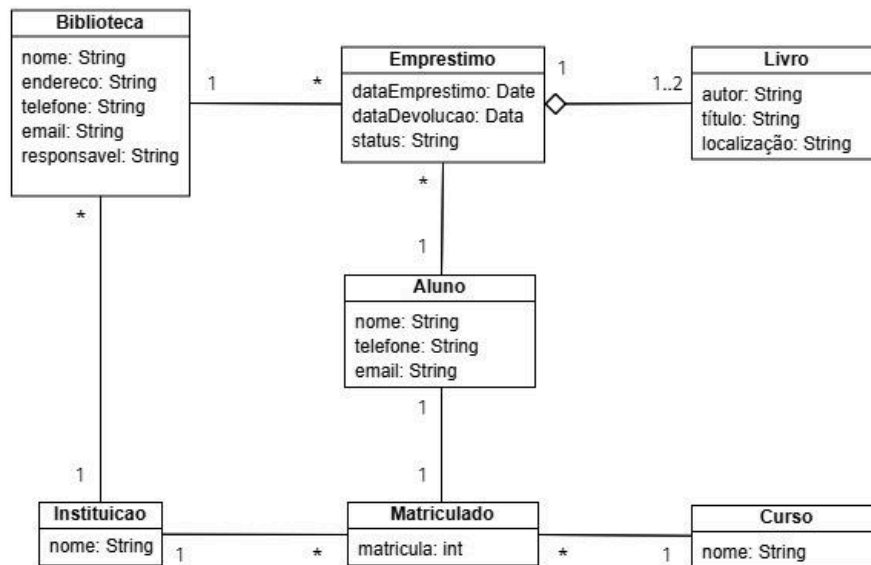 Biblioteca
nome: String
endereco: String
telefone: String
email: String
responsavel: String
1
*
Emprestimo
dataEmprestimo: Date
dataDevolucao: Data
status: String
1
1..2
Livro
autor: String
título: String
localização: String
*
1
*
1
Aluno
nome: String
telefone: String
email: String
1
1
Instituicao
nome: String
1
*
Matriculado
matricula: int
*
1
Curso
nome: String